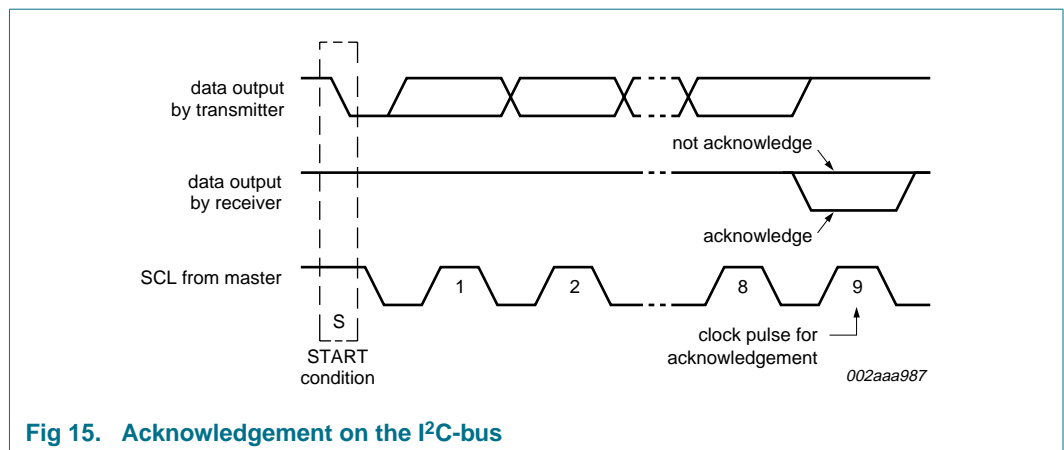 data output
by transmitter
not acknowledge
data output
by receiver
acknowledge
SCL from master
1
2
8
9
S
START
condition
clock pulse for
acknowledgement
002aaa987
Fig 15. Acknowledgement on the I²C-bus